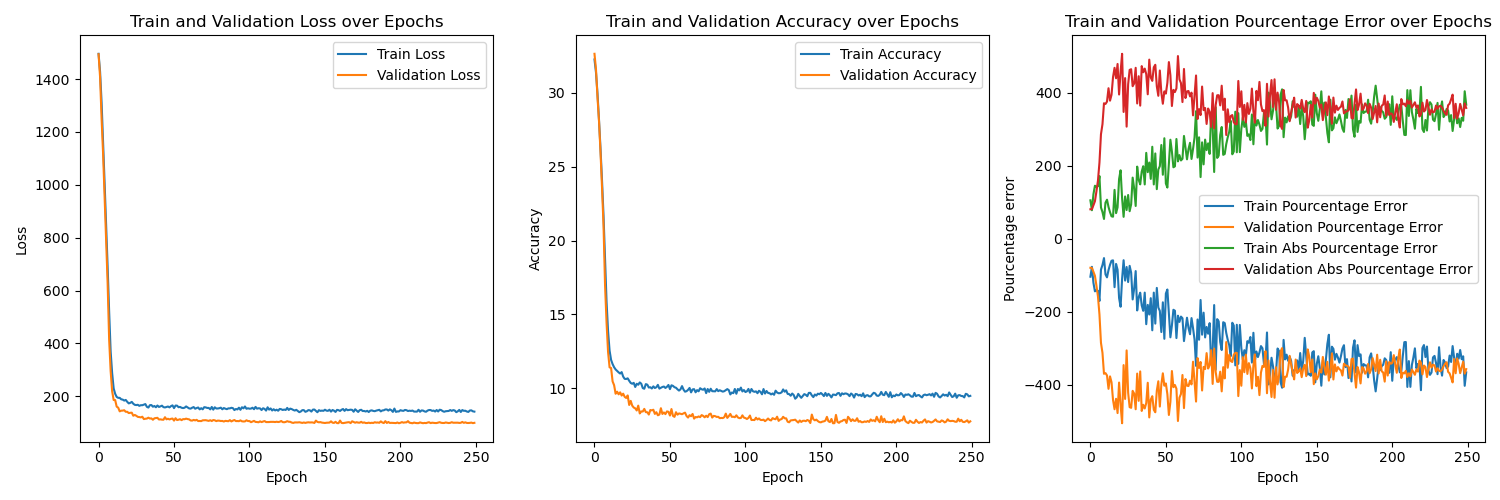 Train and Validation Loss over Epochs
Train Loss
Validation Loss
1400
1200
1000
800
600
400
200
Loss
0
50
100
150
200
250
Epoch
Train and Validation Accuracy over Epochs
Train Accuracy
Validation Accuracy
30
25
20
15
10
Accuracy
0
50
100
150
200
250
Epoch
Train and Validation Pourcentage Error over Epochs
400
200
0
−200
−400
Pourcentage error
Train Pourcentage Error
Validation Pourcentage Error
Train Abs Pourcentage Error
Validation Abs Pourcentage Error
0
50
100
150
200
250
Epoch